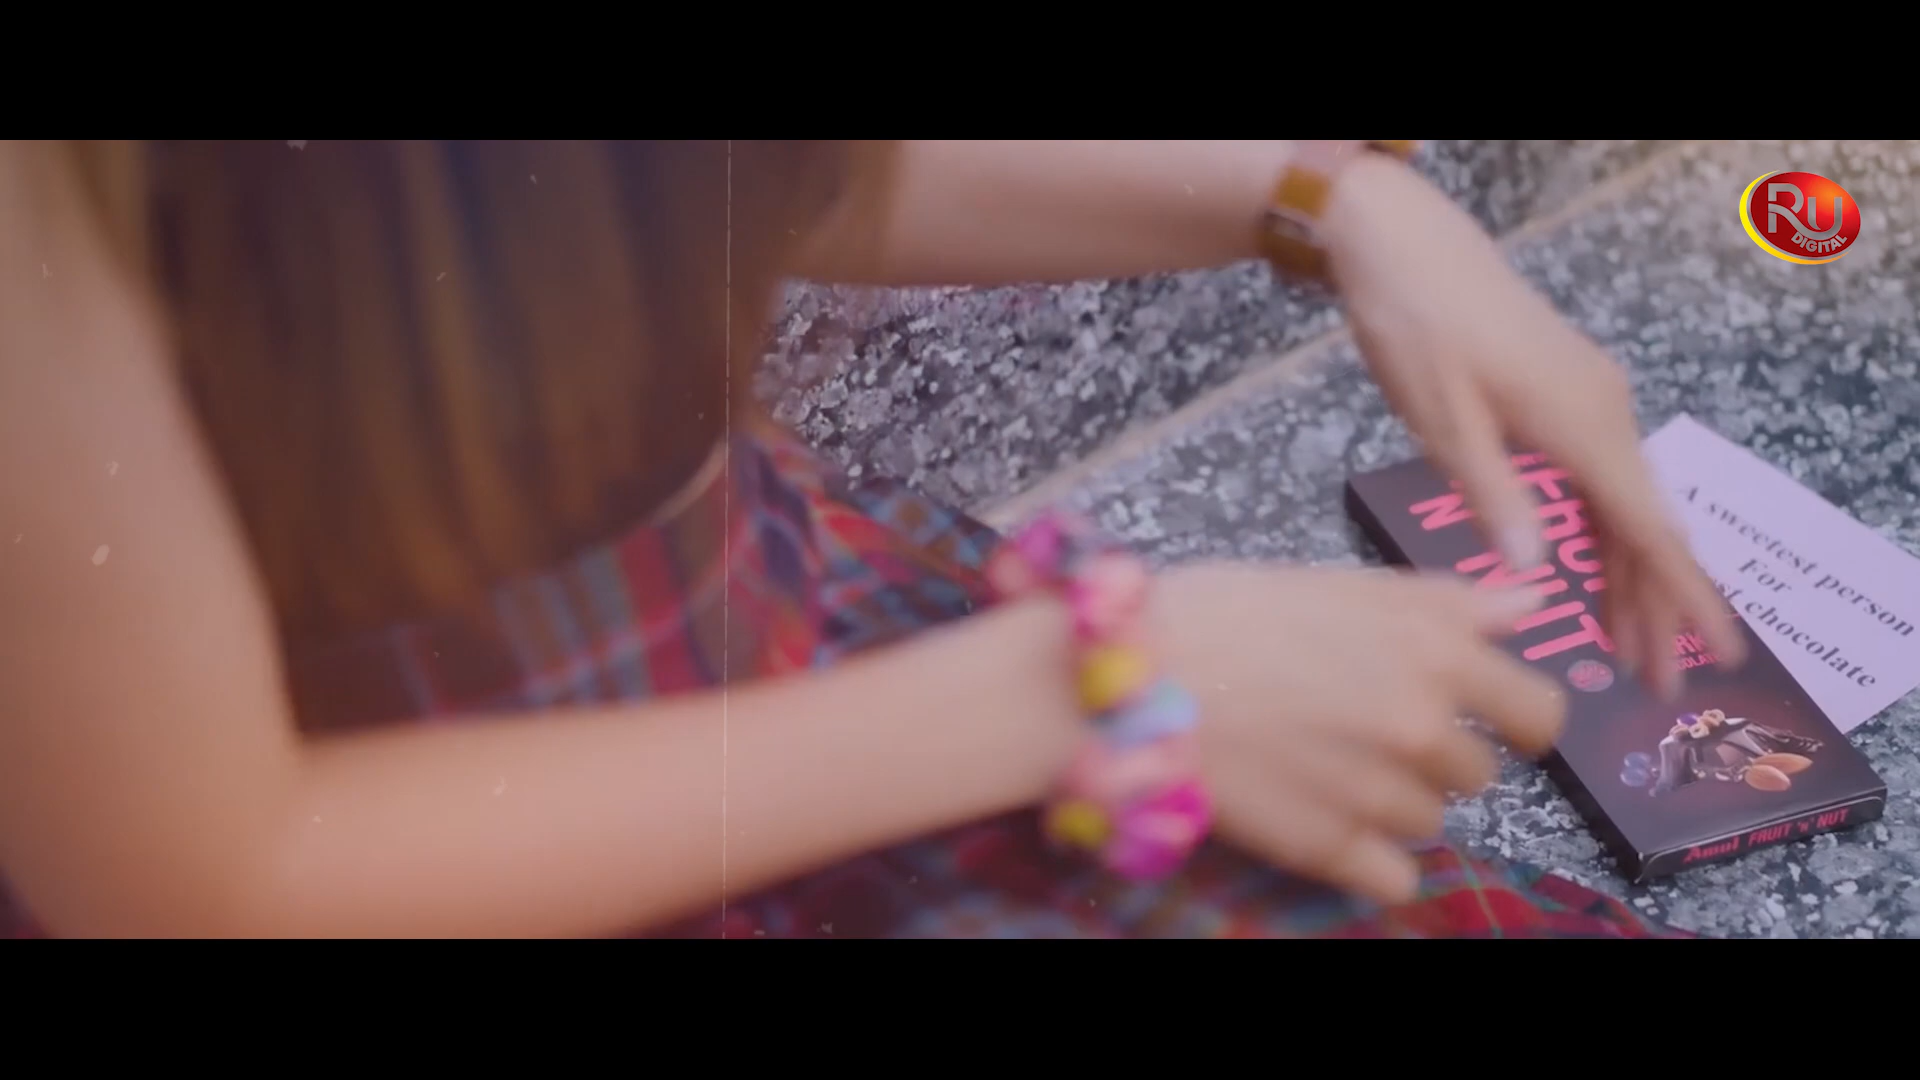 RU
DIGITAL
A sweetest person
For
chocolate
N
NUT
Amul FRUIT 'N' NUT